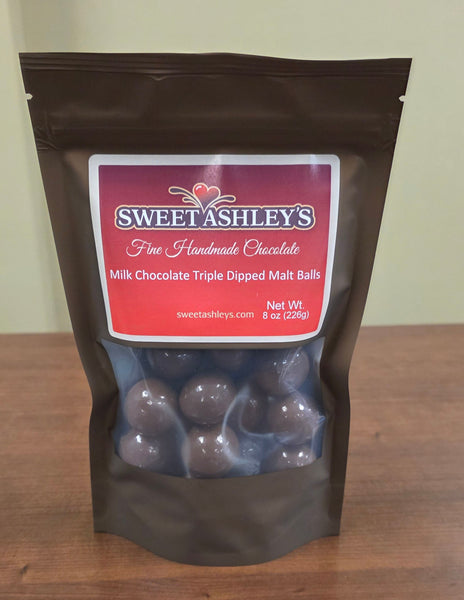 SWEET ASHLEY'S
Fine Handmade Chocolate
Milk Chocolate Triple Dipped Malt Balls
sweetashleys.com
Net Wt.
8 oz (226g)